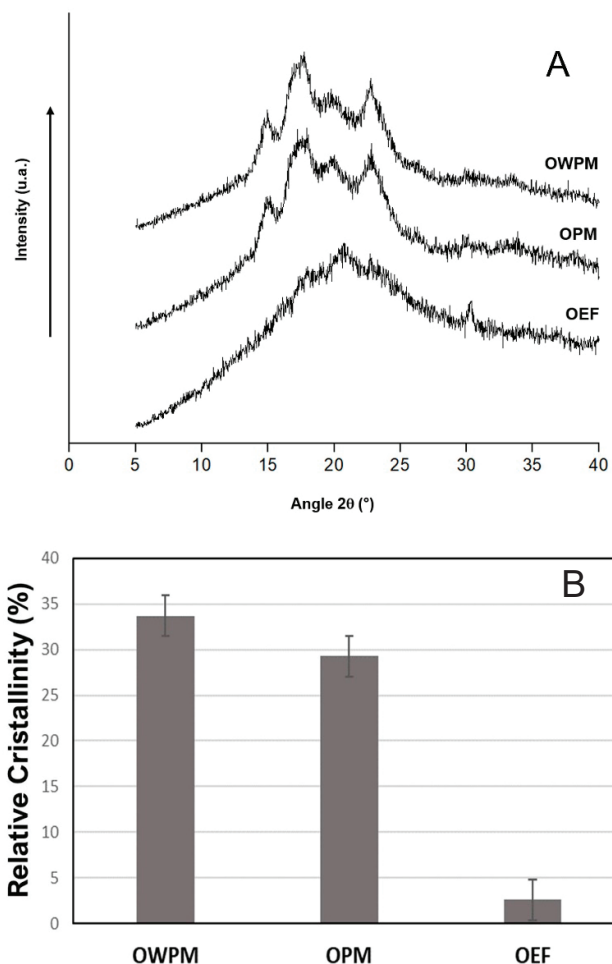 A
Intensity (u.a.)
OWPM
OPM
OEF
0 5 10 15 20 25 30 35 40
Angle 2θ (°)
B
Relative Cristallinity (%)
40
35
30
25
20
15
10
5
0
OWPM OPM OEF